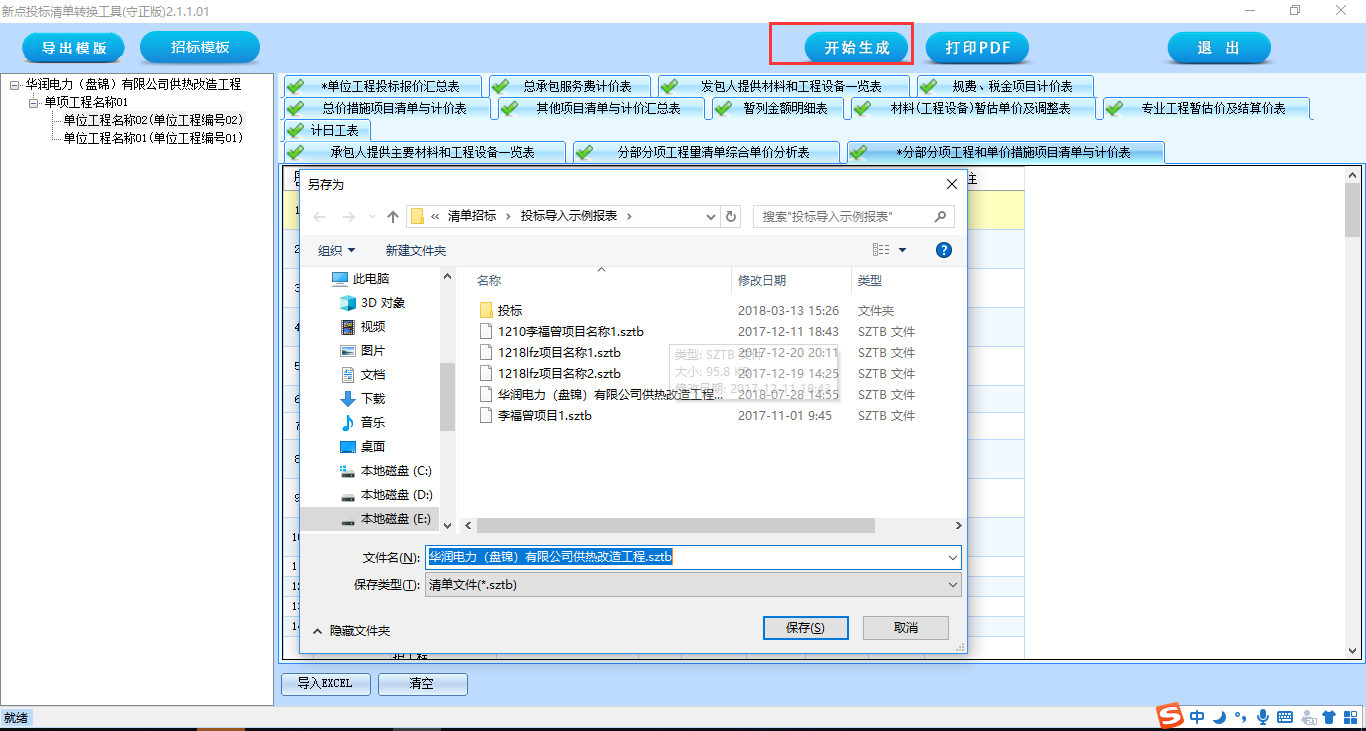 新点投标清单转换工具(守正版)2.1.1.01
导出模版
招标模板
开始生成
打印PDF
退 出
华润电力（盘锦）有限公司供热改造工程
单项工程名称01
单位工程名称02(单位工程编号02)
单位工程名称01(单位工程编号01)
*单位工程投标报价汇总表
总承包服务费计价表
发包人提供材料和工程设备一览表
规费、税金项目计价表
总价措施项目清单与计价表
其他项目清单与计价汇总表
暂列金额明细表
材料(工程设备)暂估单价及调整表
专业工程暂估价及结算价表
计日工表
承包人提供主要材料和工程设备一览表
分部分项工程量清单综合单价分析表
*分部分项工程和单价措施项目清单与计价表
注
另存为
« 清单招标 › 投标导入示例报表 ›
搜索"投标导入示例报表"
组织
新建文件夹
此电脑
3D 对象
视频
图片
文档
下载
音乐
桌面
本地磁盘 (C:)
本地磁盘 (D:)
本地磁盘 (E:)
名称 修改日期 类型
投标 2018-03-13 15:26 文件夹
1210李福曾项目名称1.sztb 2017-12-11 18:43 SZTB 文件
1218lfz项目名称1.sztb 2017-12-20 20:11 SZTB 文件
1218lfz项目名称2.sztb 2017-12-19 14:25 SZTB 文件
华润电力（盘锦）有限公司供热改造工程... 2018-07-28 14:55 SZTB 文件
李福曾项目1.sztb 2017-11-01 9:45 SZTB 文件
类型: SZTB 文件
大小: 95.8 KB
修改日期: 2017-12-11 18:43
文件名(N): 华润电力（盘锦）有限公司供热改造工程.sztb
保存类型(T): 清单文件(*.sztb)
隐藏文件夹
保存(S)
取消
导入EXCEL
清空
就绪
中